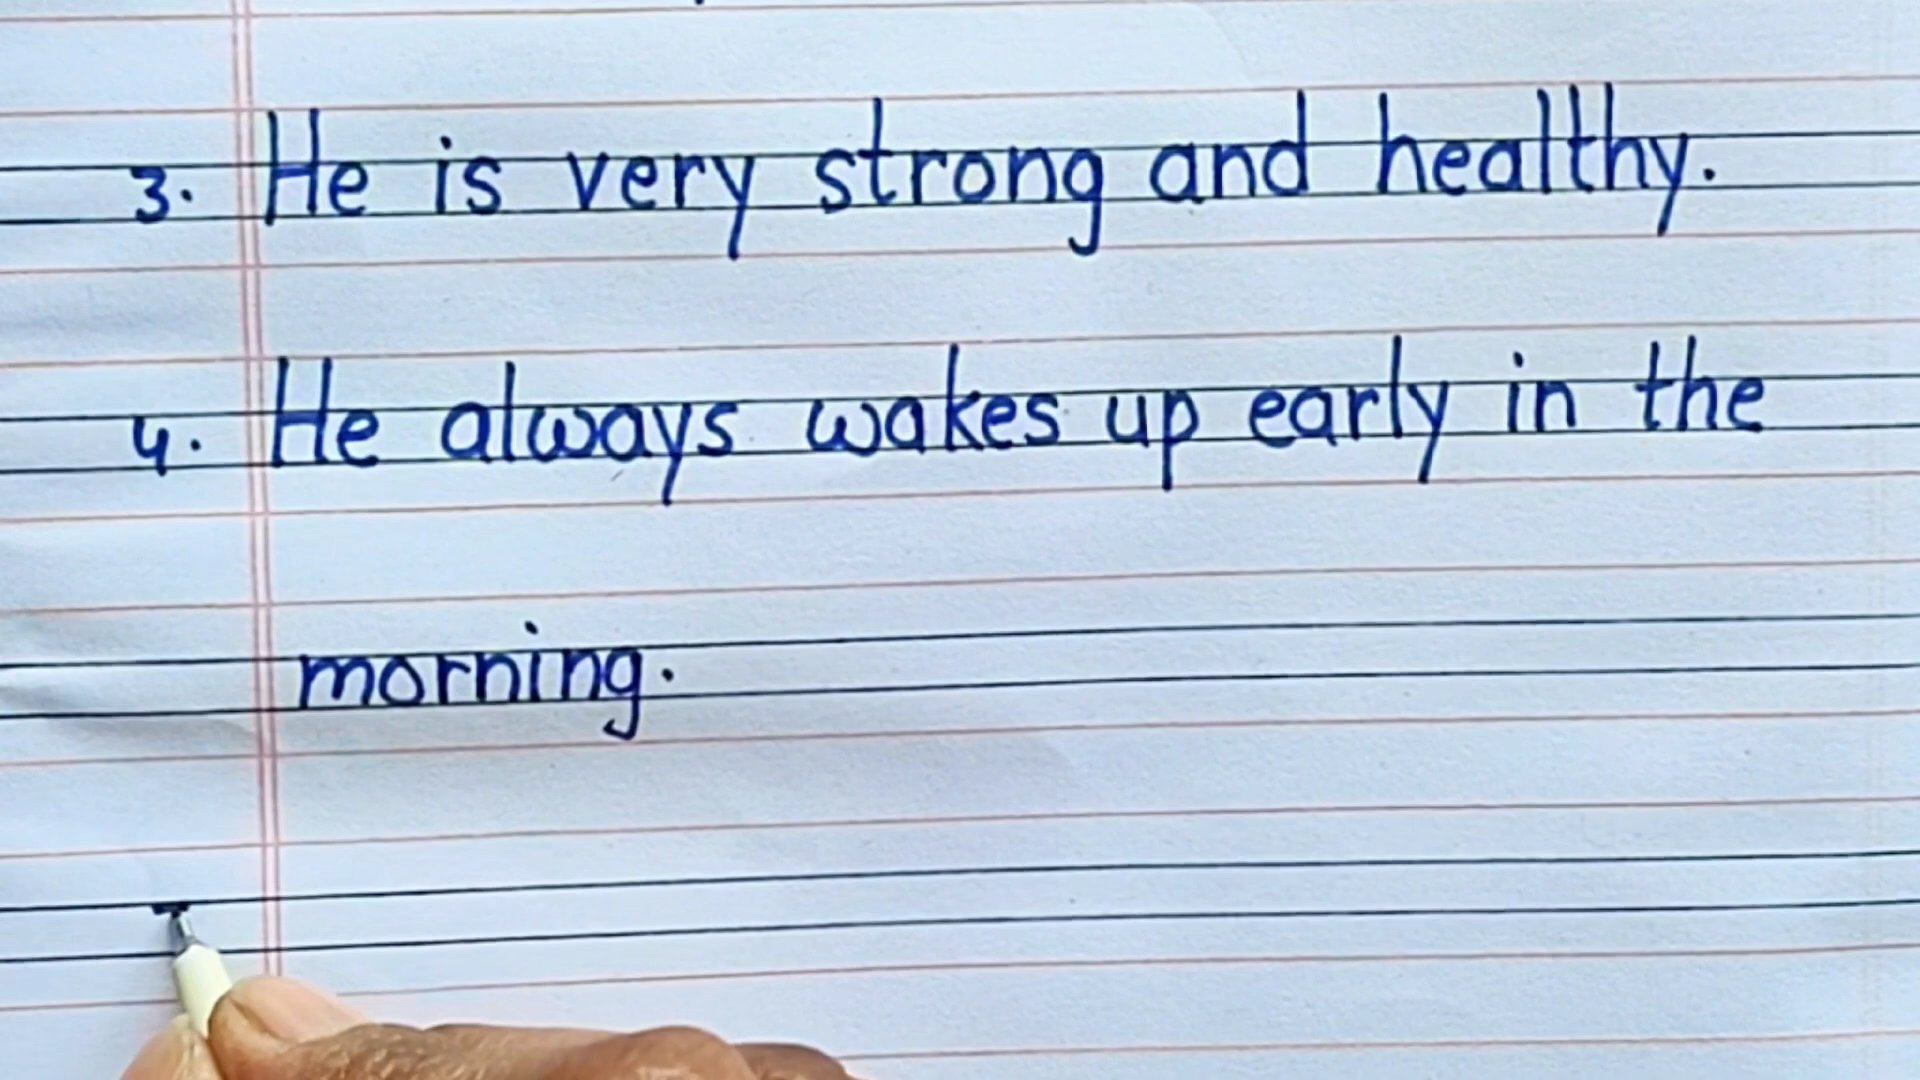 3. He is very strong and healthy.
4. He always wakes up early in the
morning.